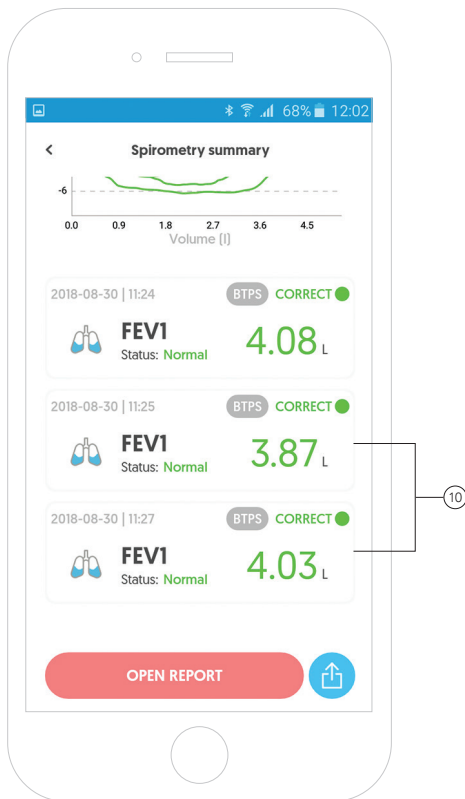 68% 12:02
Spirometry summary
-6
0.0 0.9 1.8 2.7 3.6 4.5
Volume (l)
2018-08-30 | 11:24 BTPS CORRECT
FEV1 4.08 L
Status: Normal
2018-08-30 | 11:25 BTPS CORRECT
FEV1 3.87 L
Status: Normal
10
2018-08-30 | 11:27 BTPS CORRECT
FEV1 4.03 L
Status: Normal
OPEN REPORT